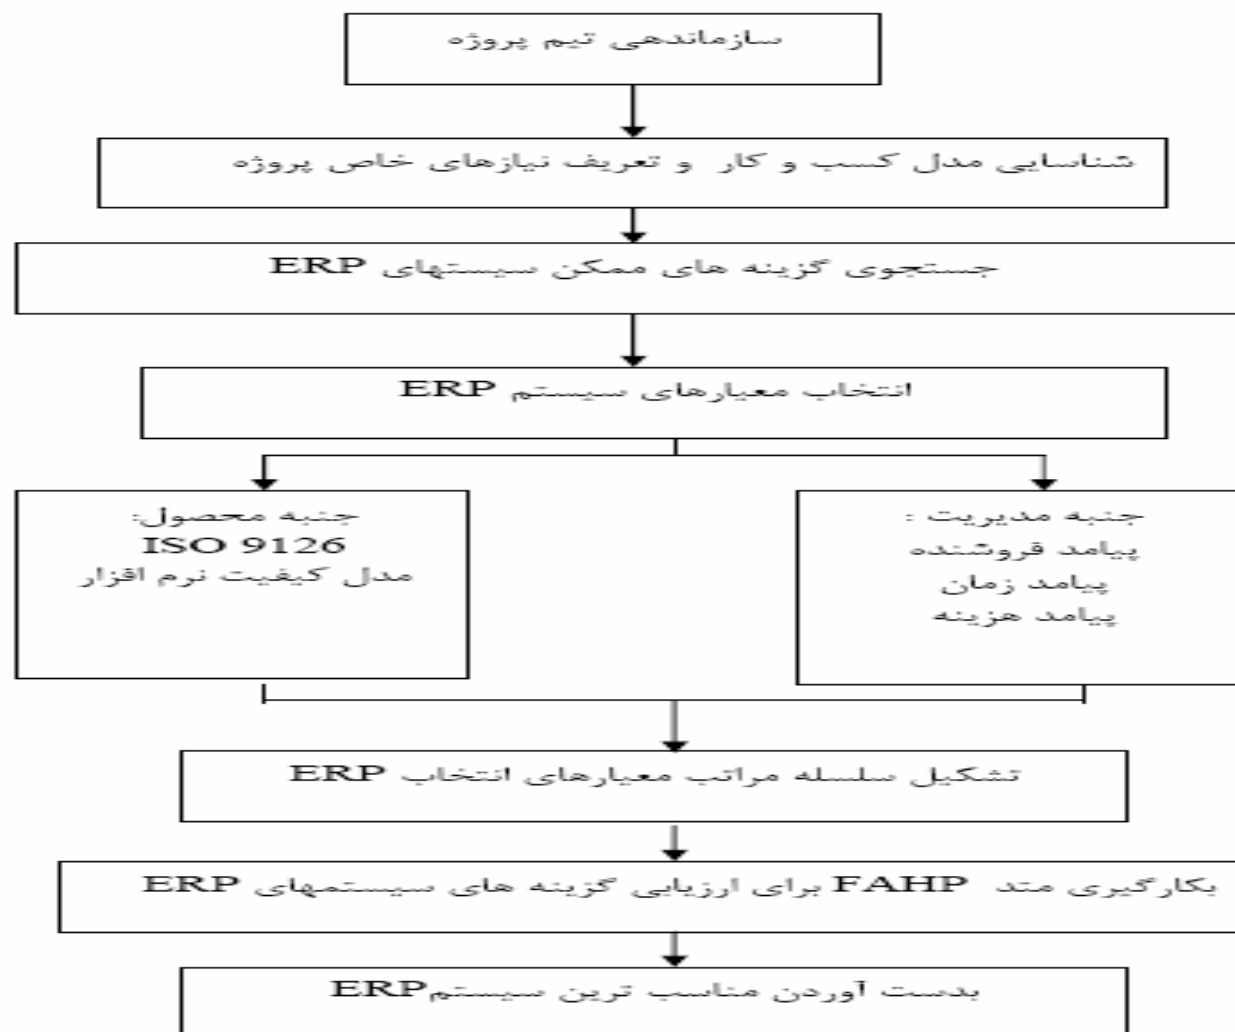 سازماندهی تیم پروژه
شناسایی مدل کسب و کار و تعریف نیازهای خاص پروژه
جستجوی گزینه های ممکن سیستهای ERP
انتخاب معیارهای سیستم ERP
جنبه مدیریت :
پیامد فروشنده
پیامد زمان
پیامد هزینه
جنبه محصول:
ISO 9126
مدل کیفیت نرم افزار
تشکیل سلسله مراتب معیارهای انتخاب ERP
بکارگیری متد FAHP برای ارزیابی گزینه های سیستمهای ERP
بدست آوردن مناسب ترین سیستمERP